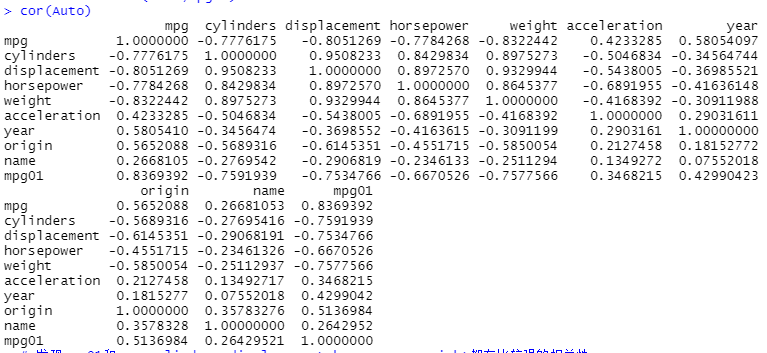 > cor(Auto)
mpg cylinders displacement horsepower weight acceleration year
mpg 1.0000000 -0.7776175 -0.8051269 -0.7784268 -0.8322442 0.4233285 0.58054097
cylinders -0.7776175 1.0000000 0.9508233 0.8429834 0.8975273 -0.5046834 -0.34564744
displacement -0.8051269 0.9508233 1.0000000 0.8972570 0.9329944 -0.5438005 -0.36985521
horsepower -0.7784268 0.8429834 0.8972570 1.0000000 0.8645377 -0.6891955 -0.41636148
weight -0.8322442 0.8975273 0.9329944 0.8645377 1.0000000 -0.4168392 -0.30911988
acceleration 0.4233285 -0.5046834 -0.5438005 -0.6891955 -0.4168392 1.0000000 0.29031611
year 0.5805410 -0.3456474 -0.3698552 -0.4163615 -0.3091199 0.2903161 1.00000000
origin 0.5652088 -0.5689316 -0.6145351 -0.4551715 -0.5850054 0.2127458 0.18152772
name 0.2668105 -0.2769542 -0.2906819 -0.2346133 -0.2511294 0.1349272 0.07552018
mpg01 0.8369392 -0.7591939 -0.7534766 -0.6670526 -0.7577566 0.3468215 0.42990423
origin name mpg01
mpg 0.5652088 0.26681053 0.8369392
cylinders -0.5689316 -0.27695416 -0.7591939
displacement -0.6145351 -0.29068191 -0.7534766
horsepower -0.4551715 -0.23461326 -0.6670526
weight -0.5850054 -0.25112937 -0.7577566
acceleration 0.2127458 0.13492717 0.3468215
year 0.1815277 0.07552018 0.4299042
origin 1.0000000 0.35783276 0.5136984
name 0.3578328 1.00000000 0.2642952
mpg01 0.5136984 0.26429521 1.0000000